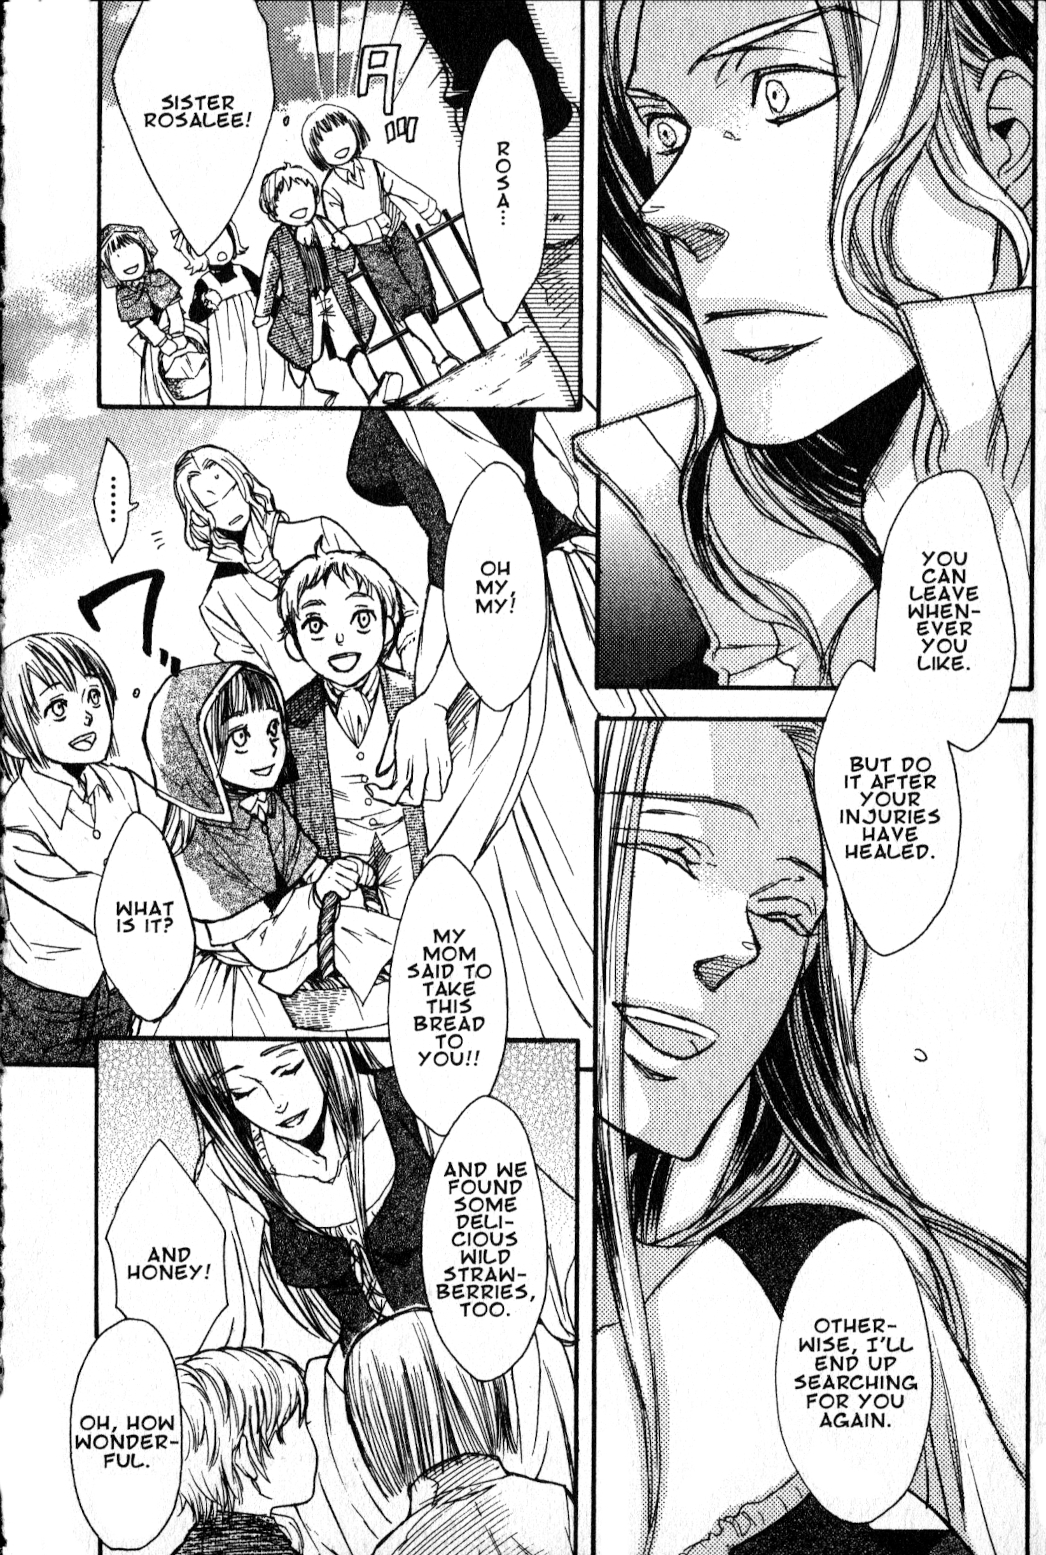 YOU
CAN
LEAVE
WHEN-
EVER
YOU
LIKE.
BUT DO
IT AFTER
YOUR
INJURIES
HAVE
HEALED.
OTHER-
WISE, I'LL
END UP
SEARCHING
FOR YOU
AGAIN.
ROSA...
タ
SISTER
ROSALEE!
OH
MY,
MY!
......
ワ
WHAT
IS IT?
MY
MOM
SAID TO
TAKE
THIS
BREAD
TO
YOU!!
AND WE
FOUND
SOME
DELI-
CIOUS
WILD
STRAW-
BERRIES,
TOO.
AND
HONEY!
OH, HOW
WONDER-
FUL.